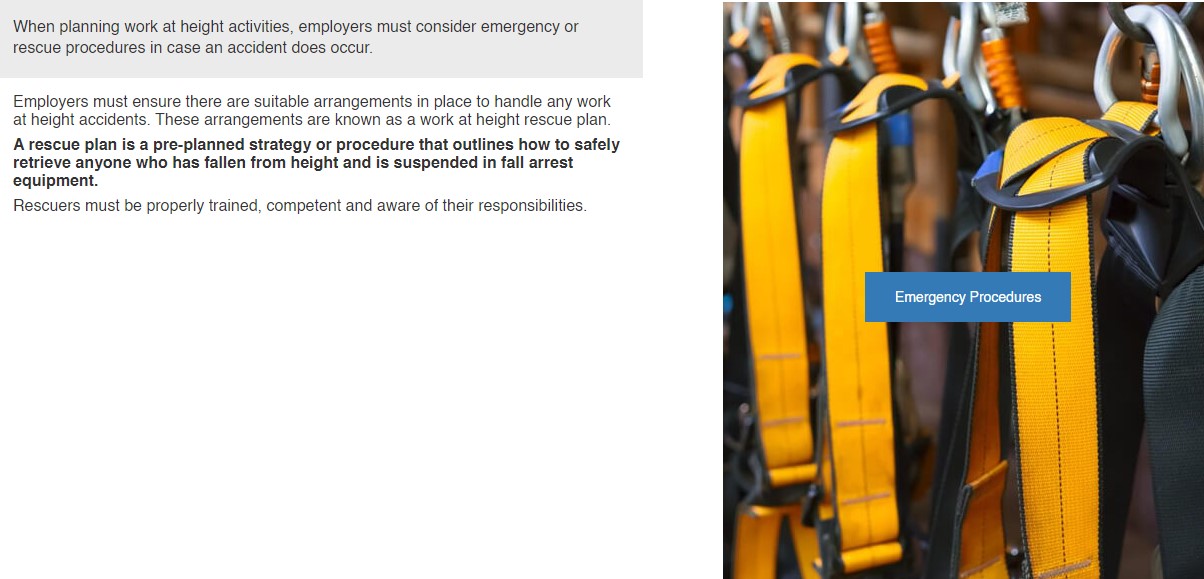 When planning work at height activities, employers must consider emergency or
rescue procedures in case an accident does occur.
Employers must ensure there are suitable arrangements in place to handle any work
at height accidents. These arrangements are known as a work at height rescue plan.
A rescue plan is a pre-planned strategy or procedure that outlines how to safely
retrieve anyone who has fallen from height and is suspended in fall arrest
equipment.
Rescuers must be properly trained, competent and aware of their responsibilities.
Emergency Procedures